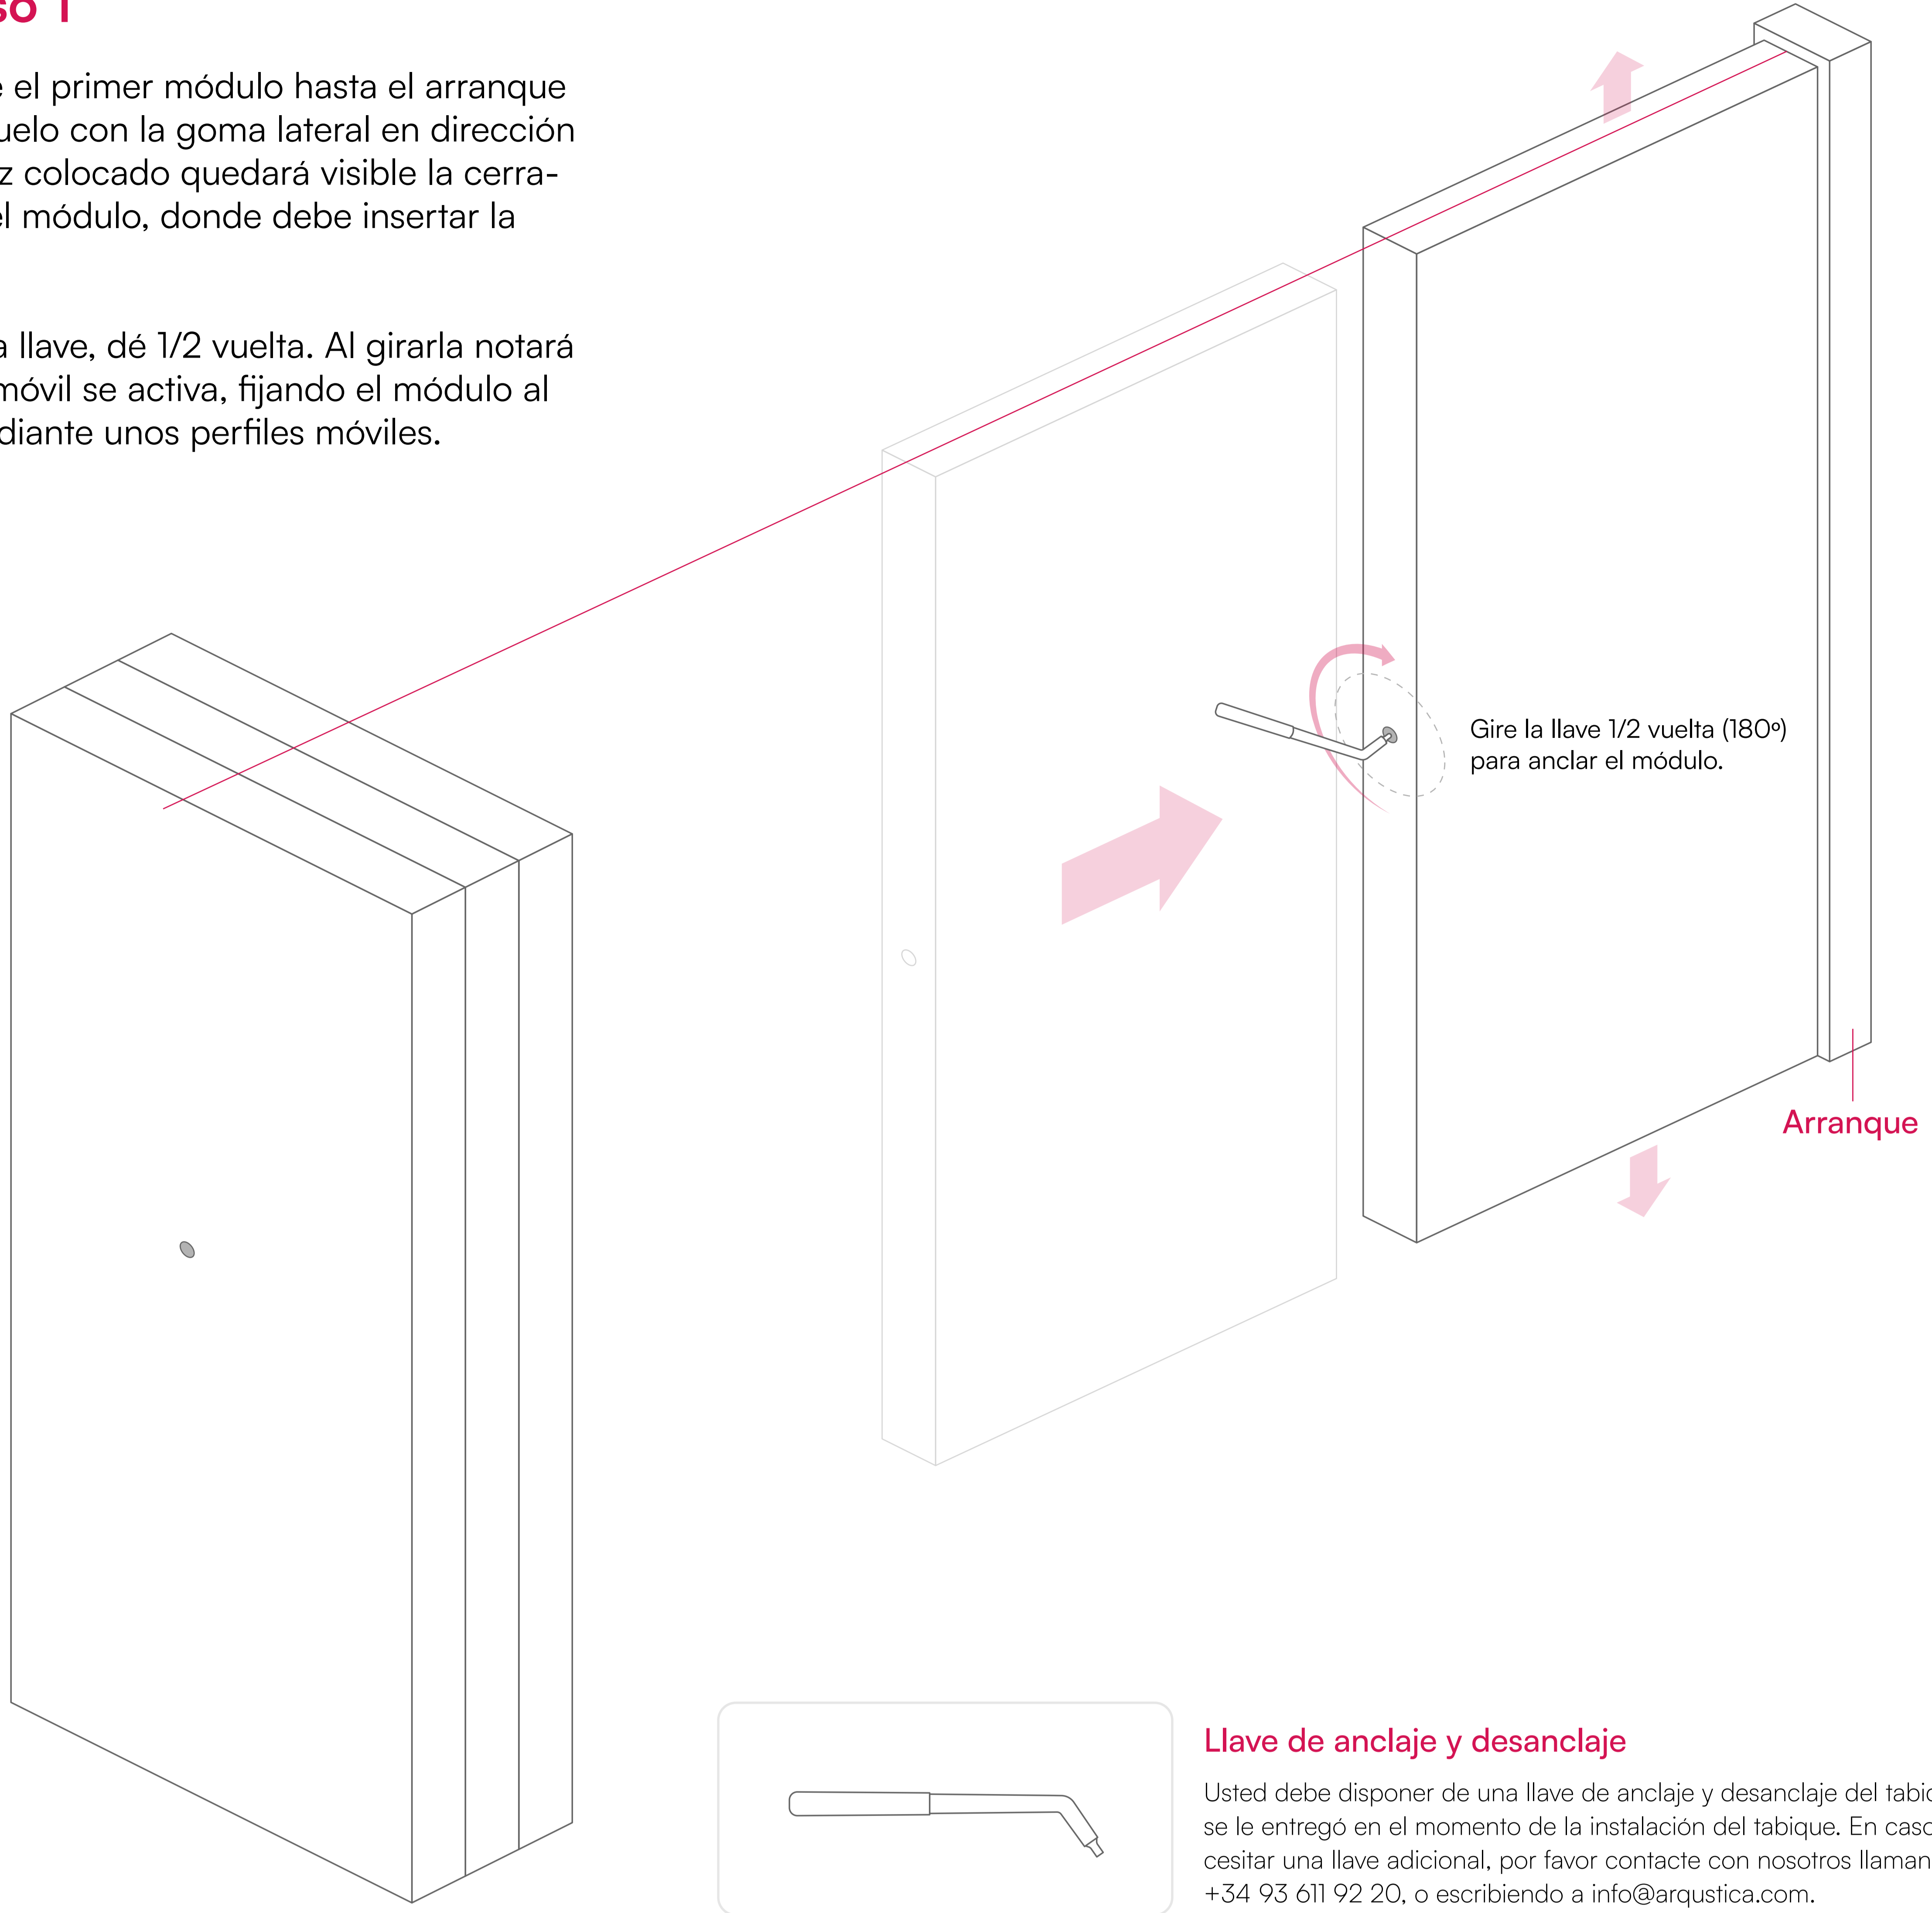 so 1
el primer módulo hasta el arranque
uelo con la goma lateral en dirección
z colocado quedará visible la cerra-
el módulo, donde debe insertar la
a llave, dé 1/2 vuelta. Al girarla notará
móvil se activa, fijando el módulo al
diante unos perfiles móviles.
Gire la llave 1/2 vuelta (180º)
para anclar el módulo.
Arranque
Llave de anclaje y desanclaje
Usted debe disponer de una llave de anclaje y desanclaje del tabi
se le entregó en el momento de la instalación del tabique. En caso
cesitar una llave adicional, por favor contacte con nosotros llaman
+34 93 611 92 20, o escribiendo a info@arqustica.com.